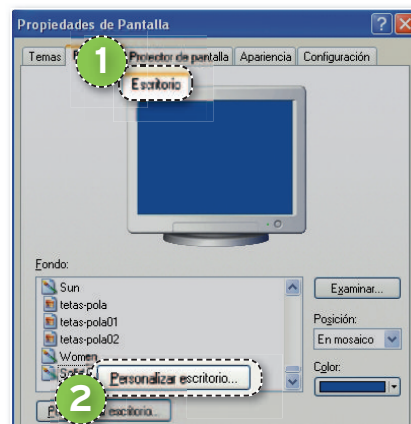 Propiedades de Pantalla
Temas Protector de pantalla Apariencia Configuración
1
Escritorio
Fondo:
Sun
tetas-pola
tetas-pola01
tetas-pola02
Women
Examinar...
Posición:
En mosaico
Color:
Personalizar escritorio...
2
escritorio...